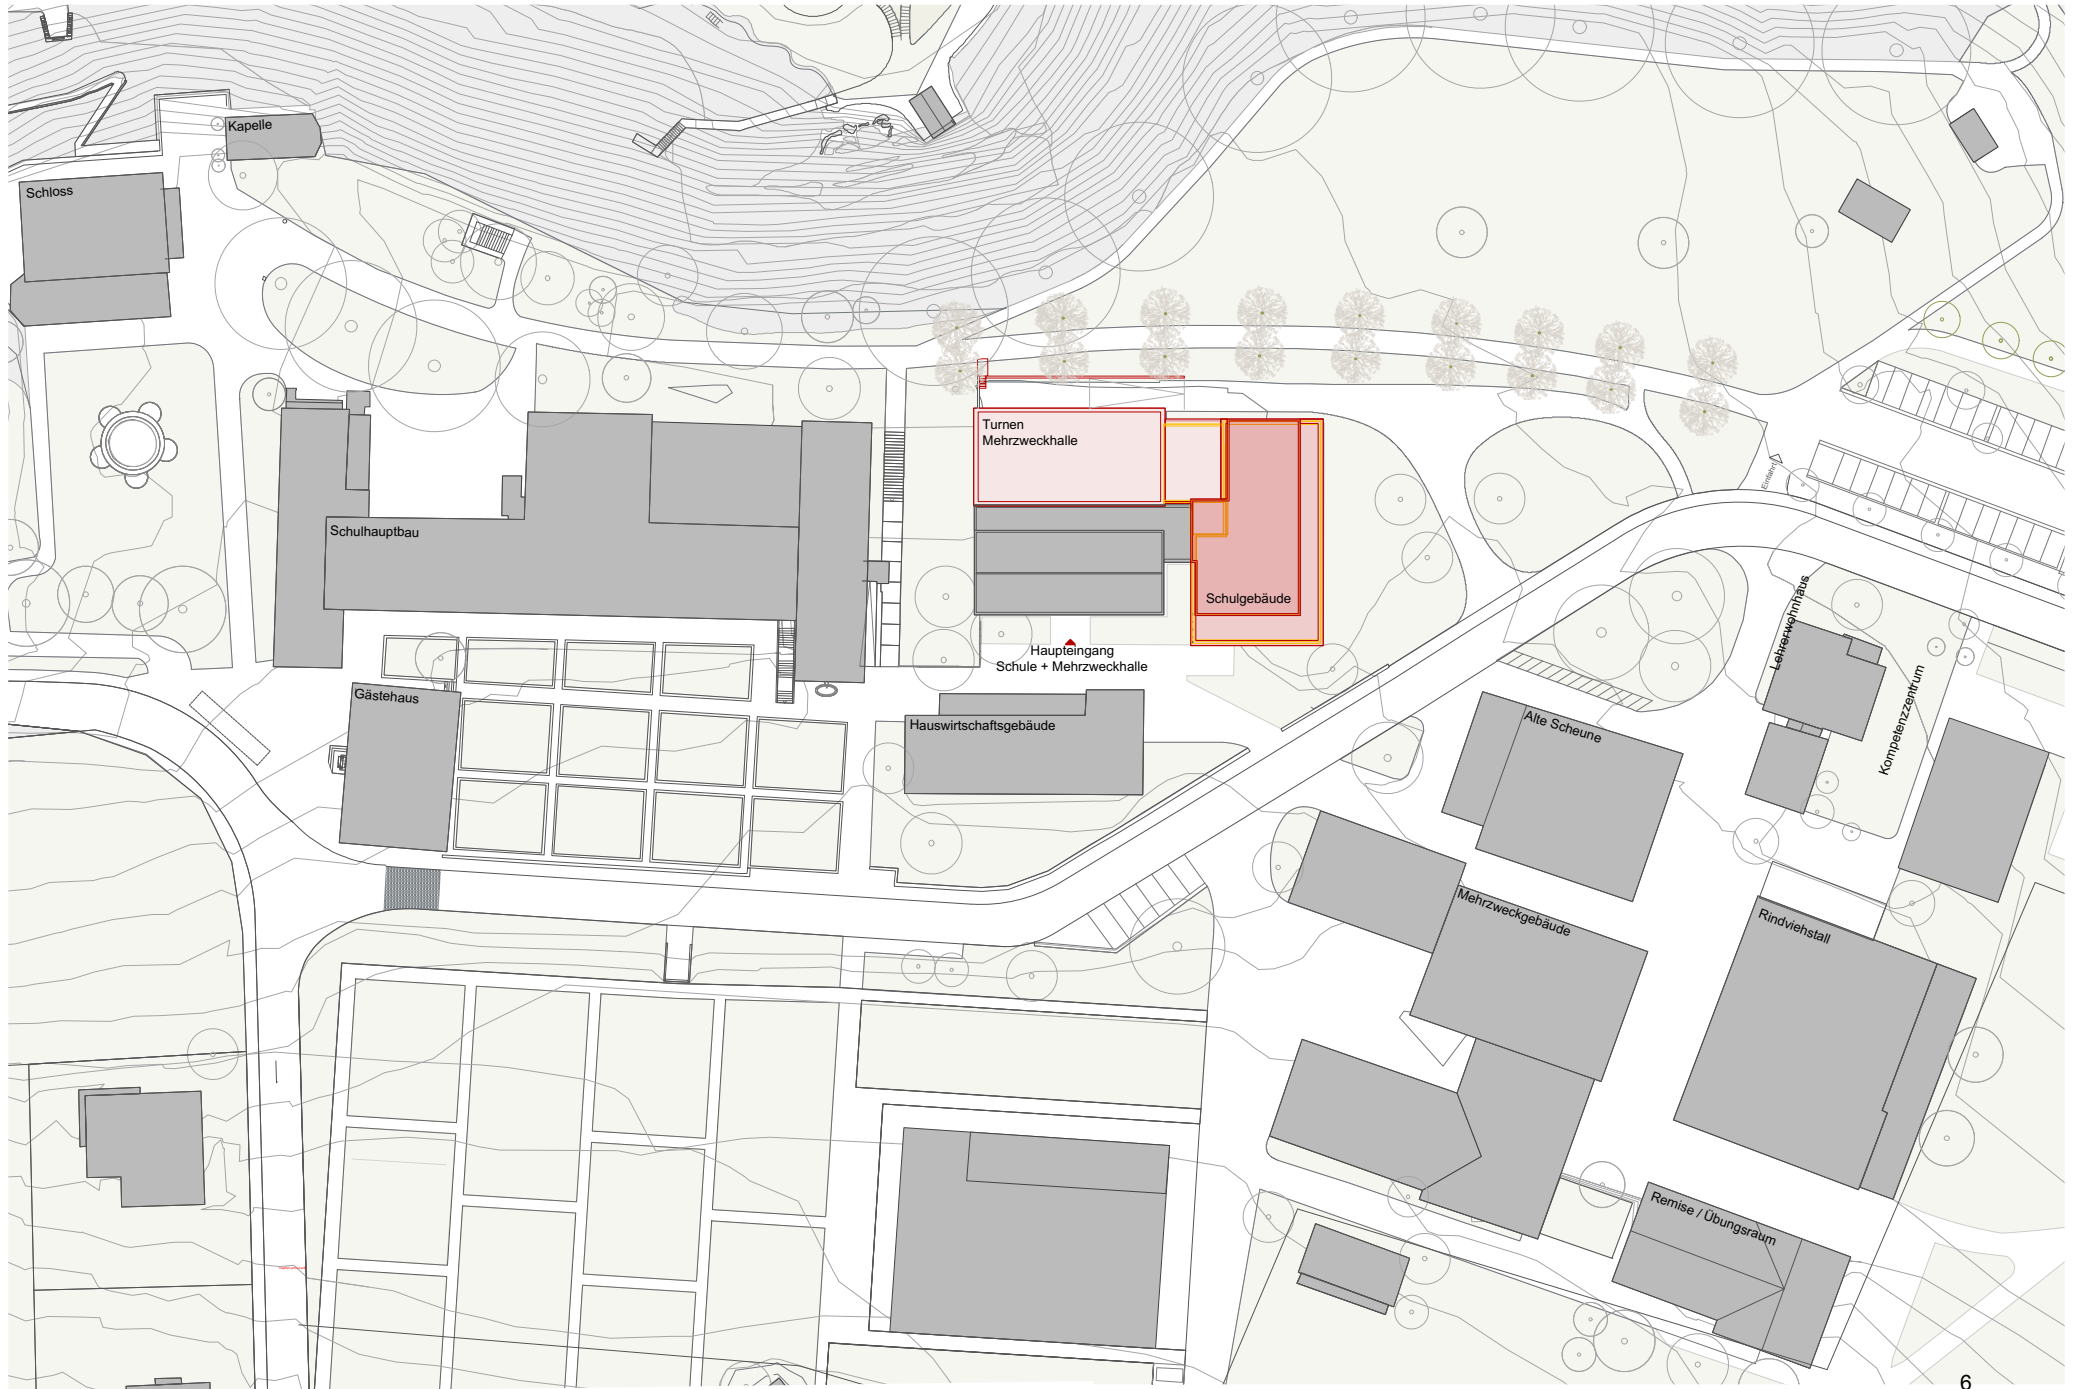 Kapelle
Schloss
Turnen
Mehrzweckhalle
Einfahrt
Schulhauptbau
Schulgebäude
Lehrerwohnhaus
Haupteingang
Schule + Mehrzweckhalle
Kompetenzzentrum
Gästehaus
Hauswirtschaftsgebäude
Alte Scheune
Mehrzweckgebäude
Rindviehstall
Remise / Übungsraum
6